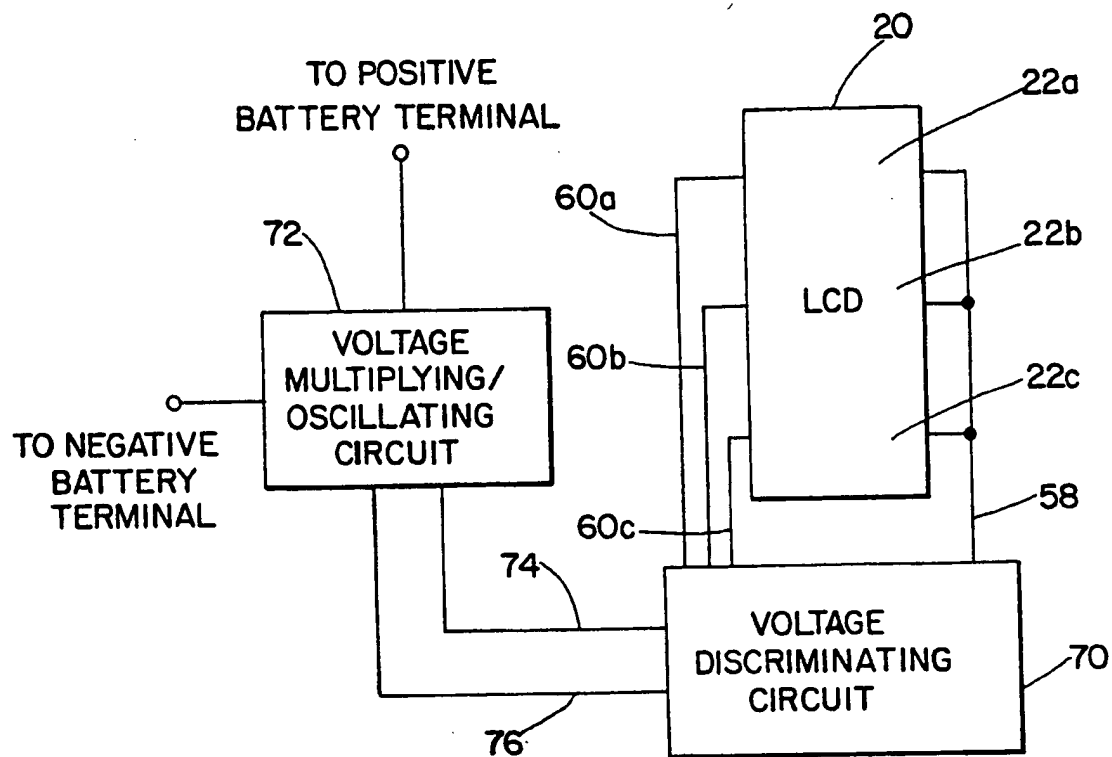 20
TO POSITIVE
BATTERY TERMINAL
22a
60a
72
22b
LCD
VOLTAGE
MULTIPLYING/
OSCILLATING
CIRCUIT
60b
22c
TO NEGATIVE
BATTERY
TERMINAL
58
60c
74
VOLTAGE
DISCRIMINATING
CIRCUIT
70
76